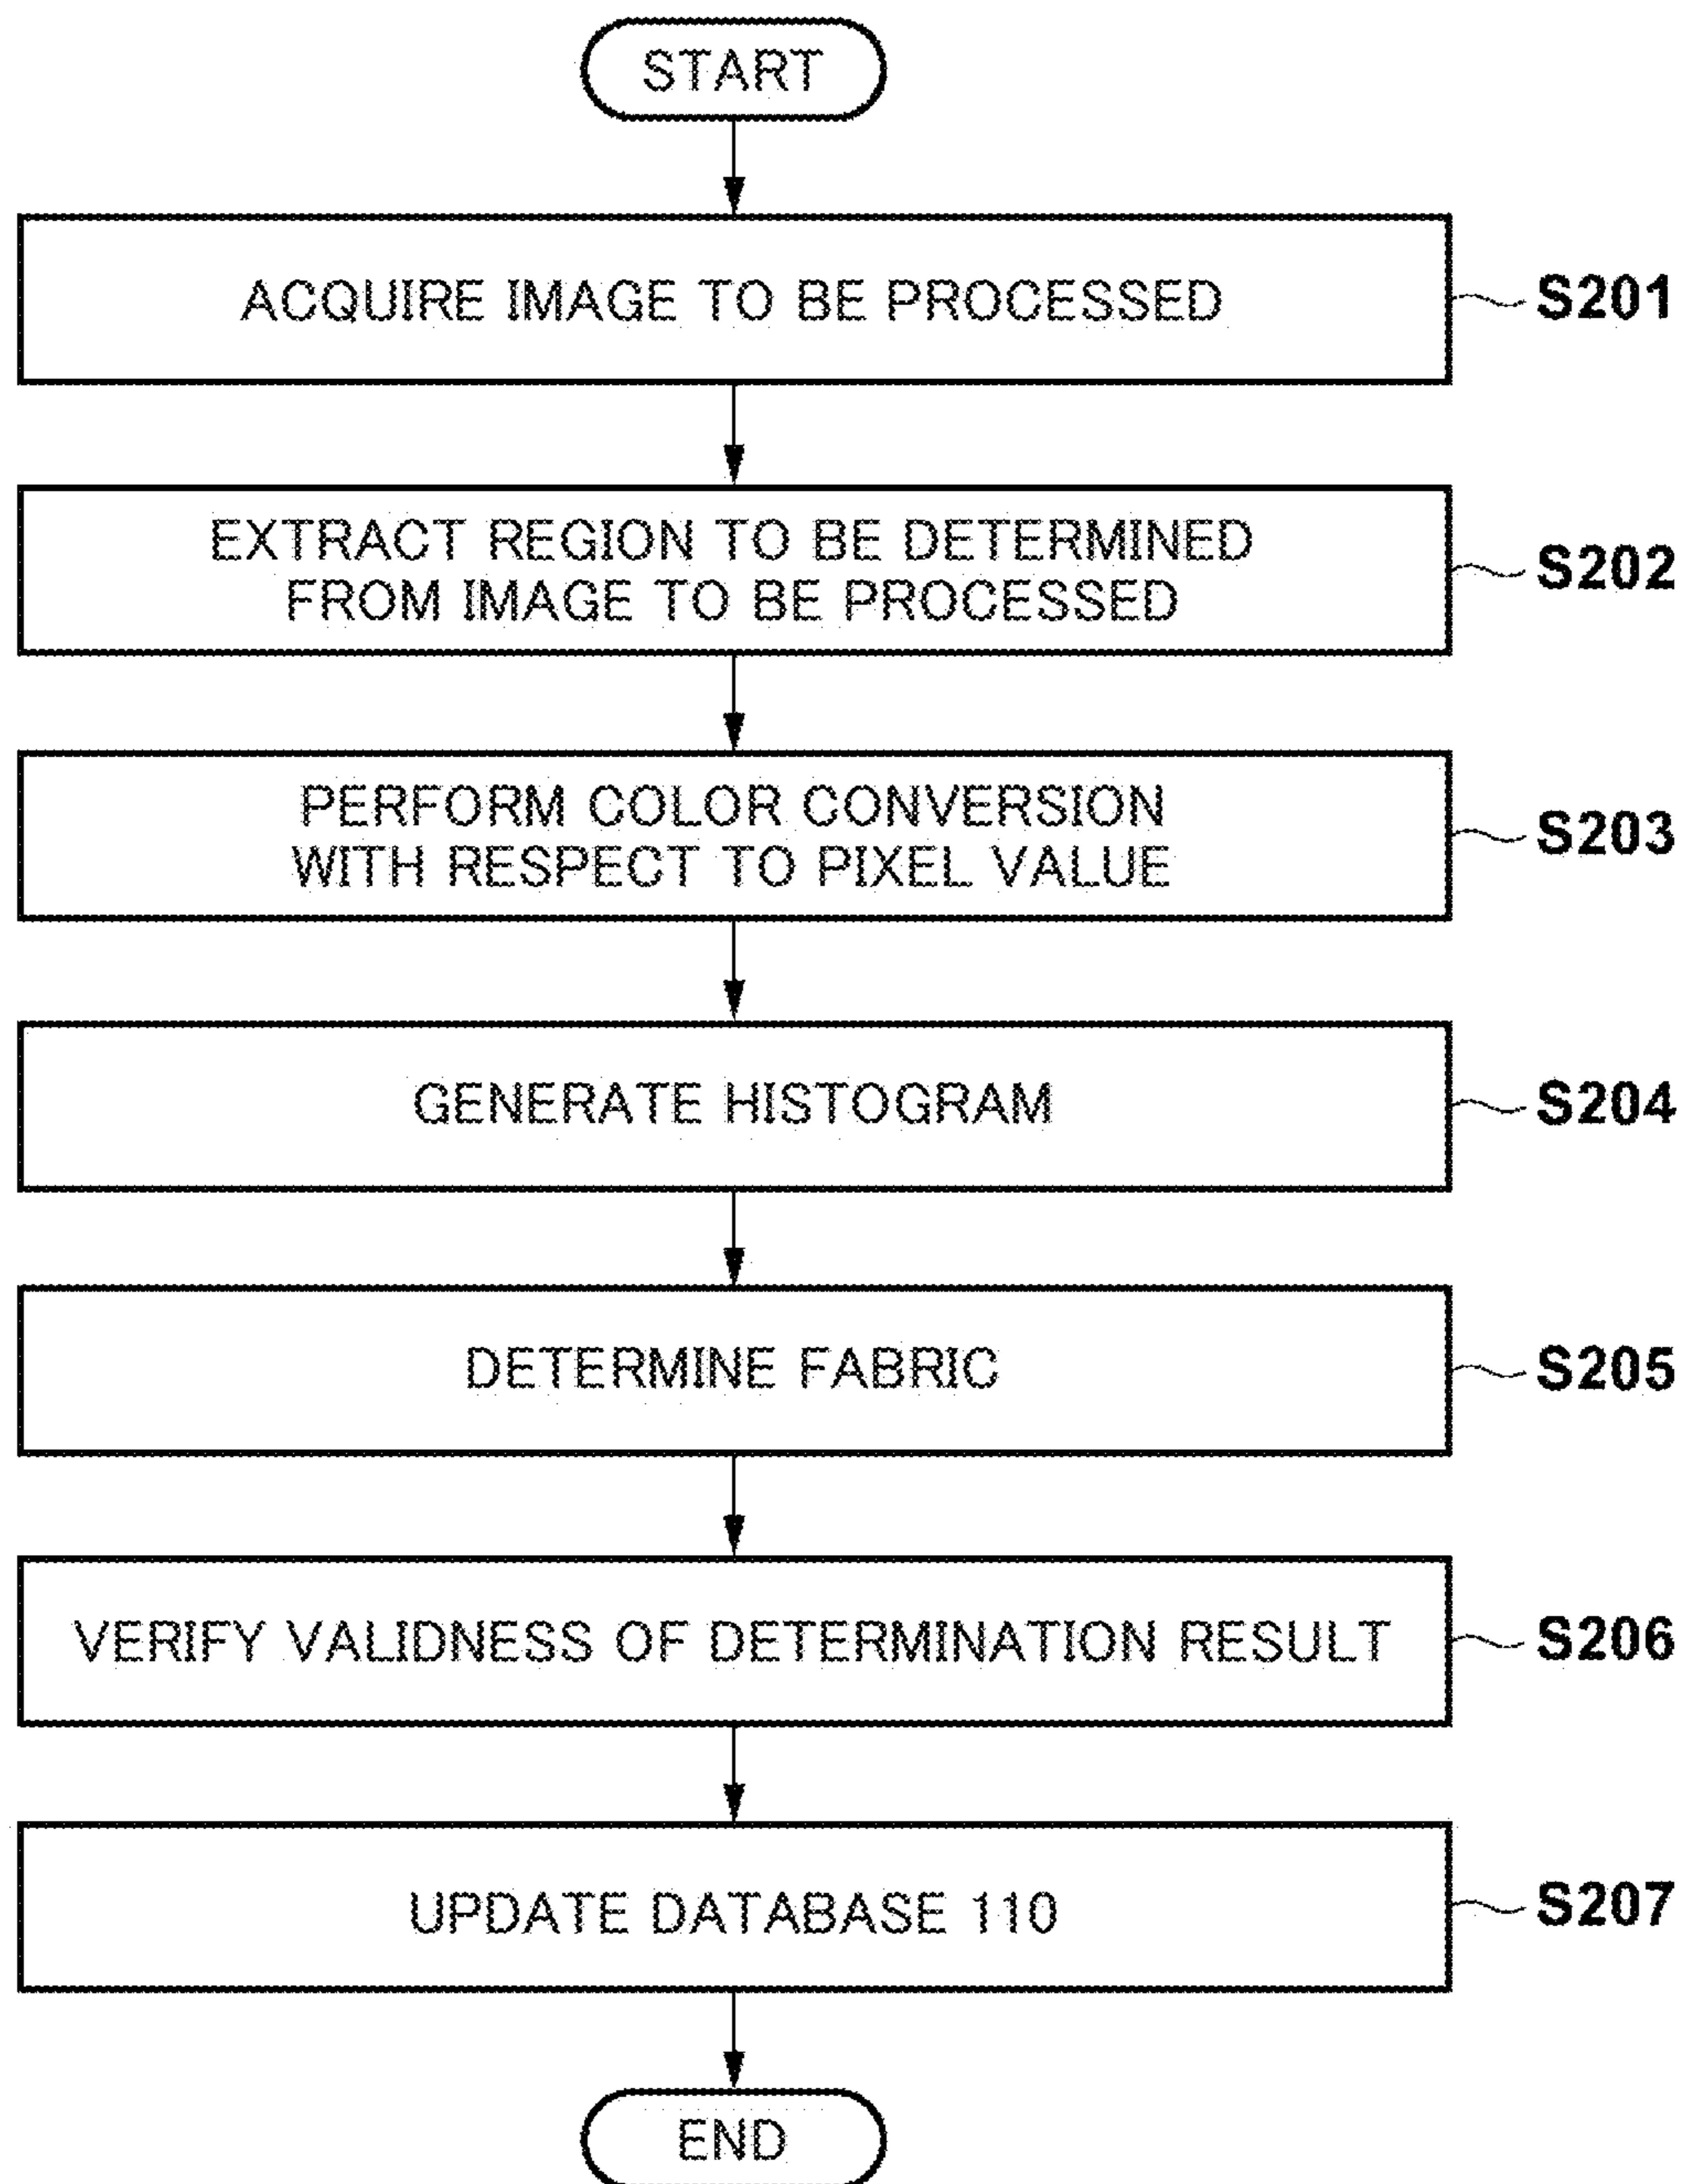 START
ACQUIRE IMAGE TO BE PROCESSED
S201
EXTRACT REGION TO BE DETERMINED
FROM IMAGE TO BE PROCESSED
S202
PERFORM COLOR CONVERSION
WITH RESPECT TO PIXEL VALUE
S203
GENERATE HISTOGRAM
S204
DETERMINE FABRIC
S205
VERIFY VALIDNESS OF DETERMINATION RESULT
S206
UPDATE DATABASE 110
S207
END